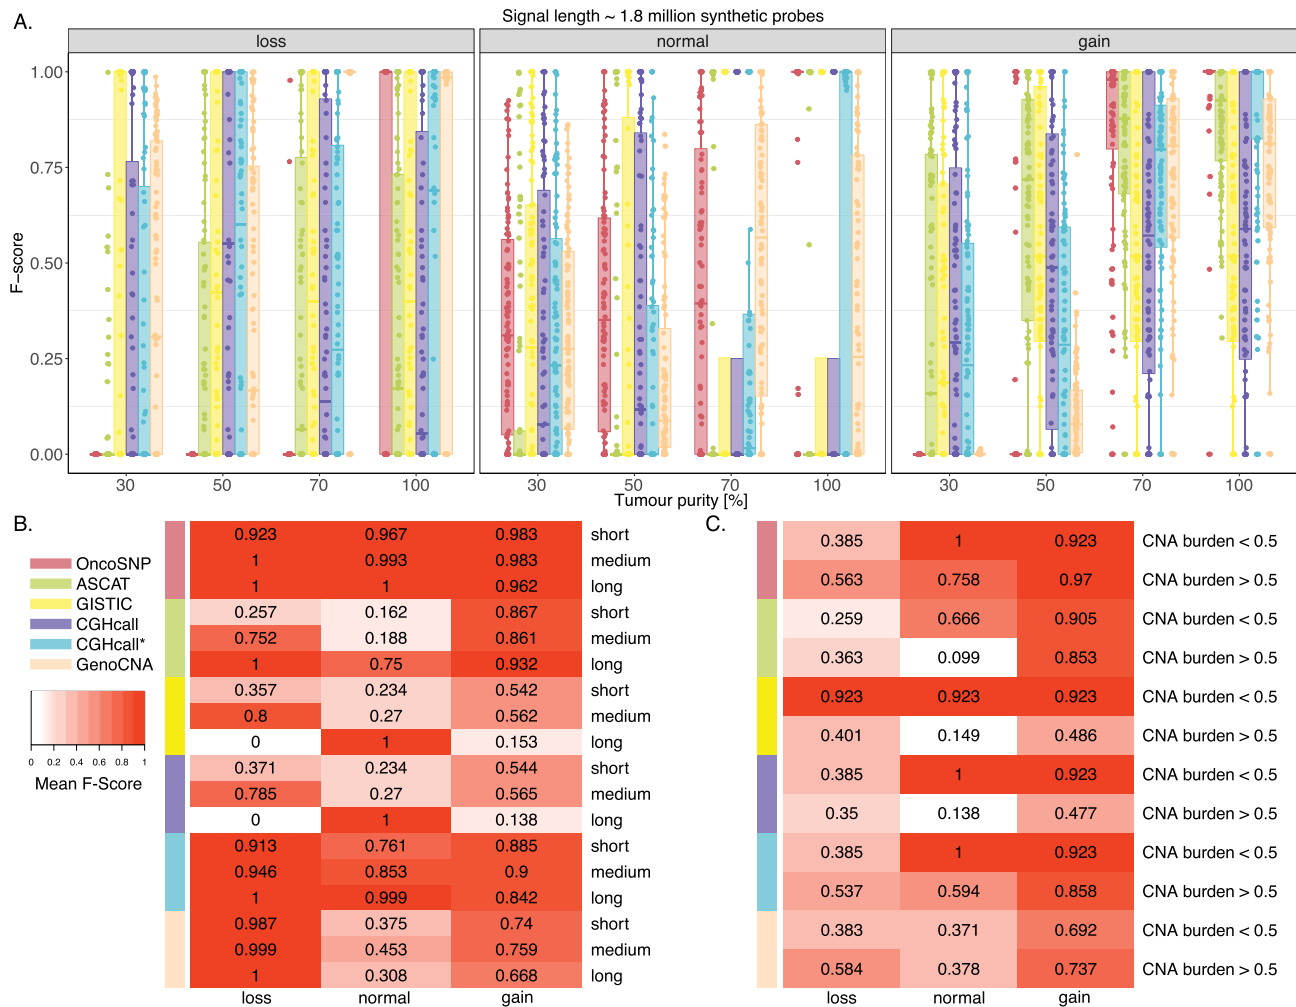 A.
Signal length ~ 1.8 million synthetic probes
loss normal gain
F−score
1.00
0.75
0.50
0.25
0.00
30 50 70 100 30 50 70 100 30 50 70 100
Tumour purity [%]
B.
OncoSNP
ASCAT
GISTIC
CGHcall
CGHcall*
GenoCNA
0 0.2 0.4 0.6 0.8 1
Mean F-Score
0.923 0.967 0.983 short
1 0.993 0.983 medium
1 1 0.962 long
0.257 0.162 0.867 short
0.752 0.188 0.861 medium
1 0.75 0.932 long
0.357 0.234 0.542 short
0.8 0.27 0.562 medium
0 1 0.153 long
0.371 0.234 0.544 short
0.785 0.27 0.565 medium
0 1 0.138 long
0.913 0.761 0.885 short
0.946 0.853 0.9 medium
1 0.999 0.842 long
0.987 0.375 0.74 short
0.999 0.453 0.759 medium
1 0.308 0.668 long
loss normal gain
C.
0.385 1 0.923 CNA burden < 0.5
0.563 0.758 0.97 CNA burden > 0.5
0.259 0.666 0.905 CNA burden < 0.5
0.363 0.099 0.853 CNA burden > 0.5
0.923 0.923 0.923 CNA burden < 0.5
0.401 0.149 0.486 CNA burden > 0.5
0.385 1 0.923 CNA burden < 0.5
0.35 0.138 0.477 CNA burden > 0.5
0.385 1 0.923 CNA burden < 0.5
0.537 0.594 0.858 CNA burden > 0.5
0.383 0.371 0.692 CNA burden < 0.5
0.584 0.378 0.737 CNA burden > 0.5
loss normal gain